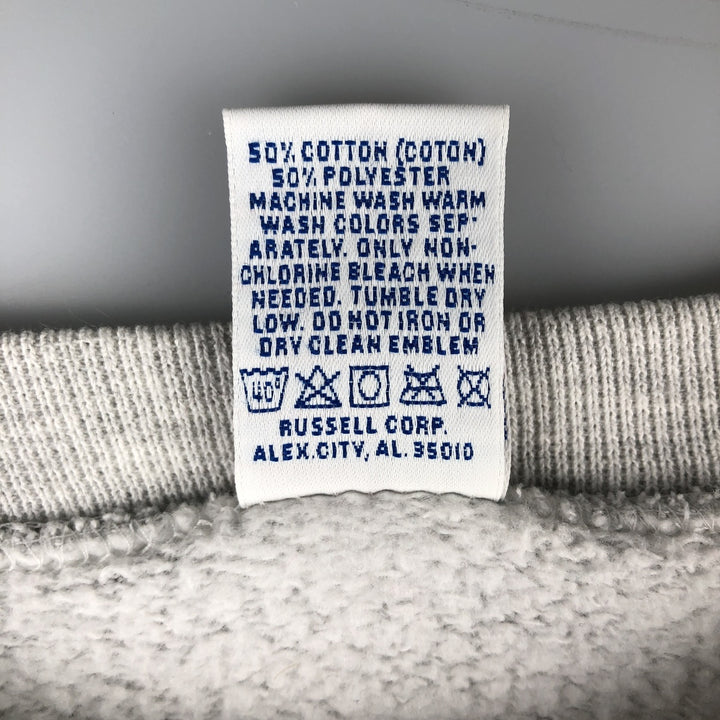 50% COTTON (COTON)
50% POLYESTER
MACHINE WASH WARM
WASH COLORS SEP-
ARATELY. ONLY NON-
CHLORINE BLEACH WHEN
NEEDED. TUMBLE DRY
LOW. DO NOT IRON OR
DRY CLEAN EMBLEM
40°
RUSSELL CORP.
ALEX.CITY, AL. 35010